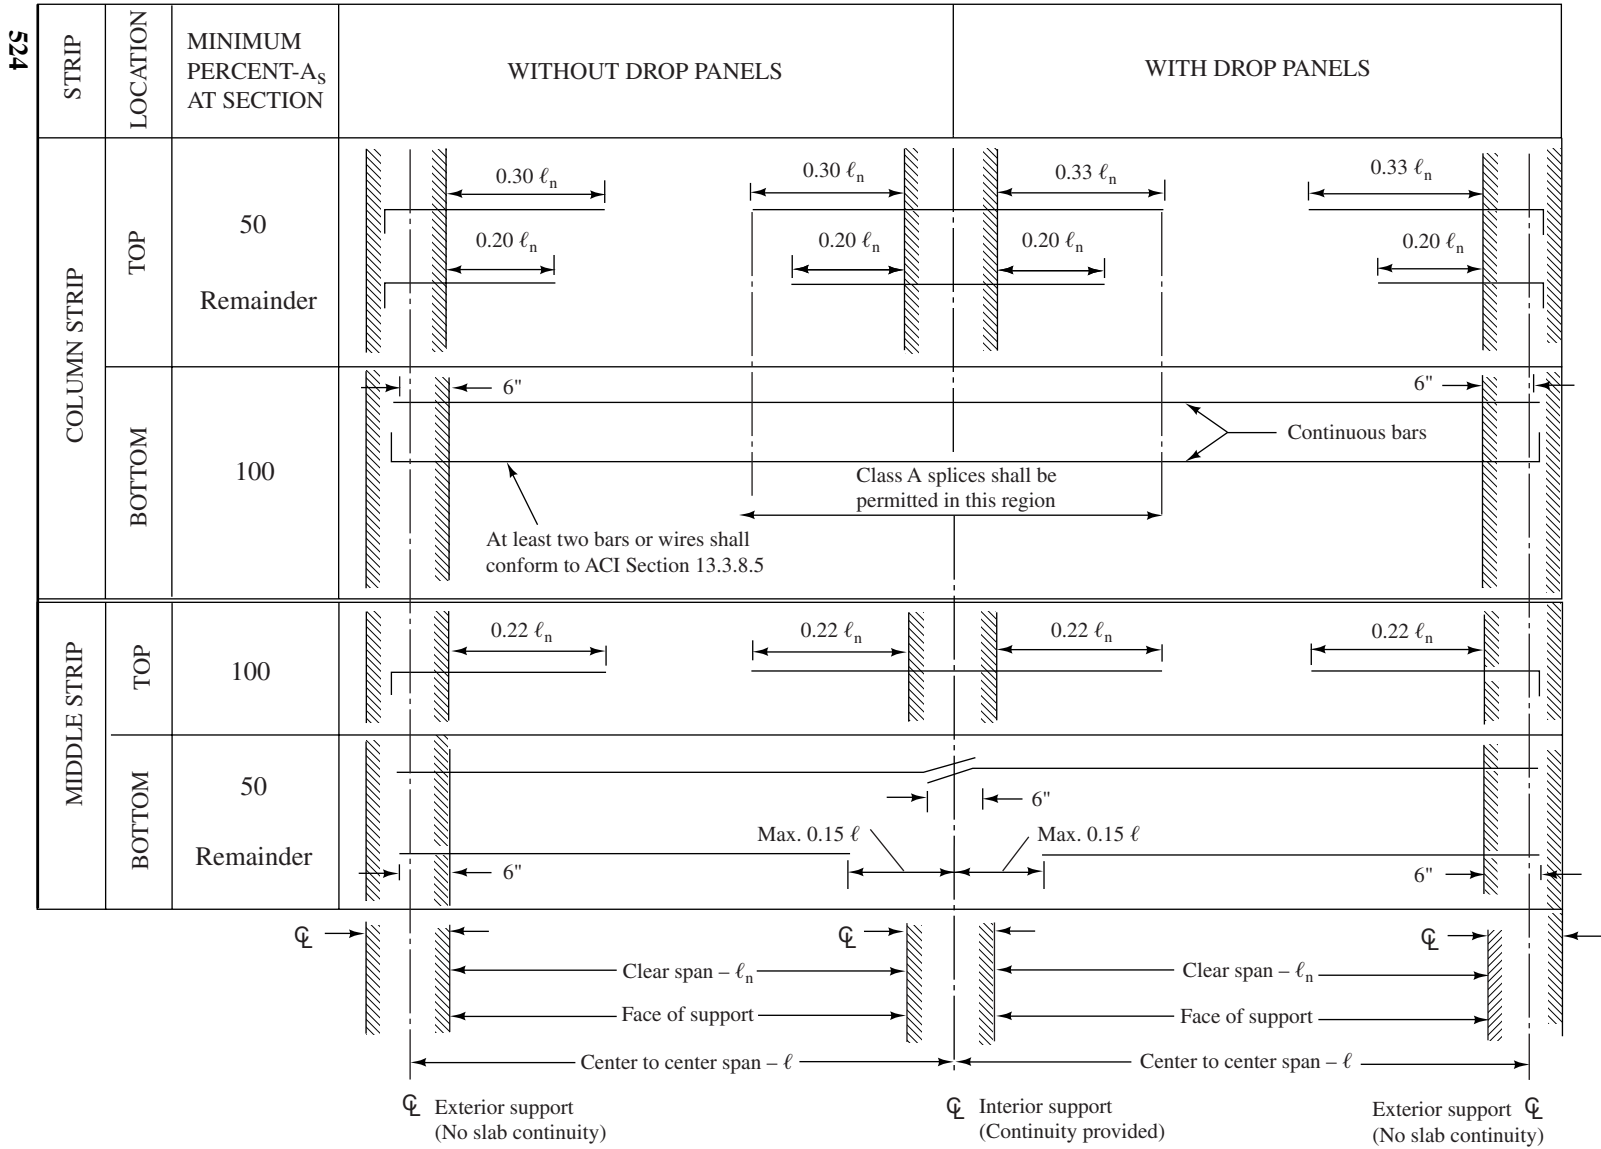 524
STRIP
LOCATION
MINIMUM
PERCENT-As
AT SECTION
WITHOUT DROP PANELS
WITH DROP PANELS
COLUMN STRIP
TOP
50
Remainder
0.30 ℓn
0.30 ℓn
0.33 ℓn
0.33 ℓn
0.20 ℓn
0.20 ℓn
0.20 ℓn
0.20 ℓn
BOTTOM
100
6"
6"
Continuous bars
Class A splices shall be
permitted in this region
At least two bars or wires shall
conform to ACI Section 13.3.8.5
MIDDLE STRIP
TOP
100
0.22 ℓn
0.22 ℓn
0.22 ℓn
0.22 ℓn
BOTTOM
50
Remainder
6"
Max. 0.15 ℓ
Max. 0.15 ℓ
6"
6"
℄
℄
℄
Clear span – ℓn
Clear span – ℓn
Face of support
Face of support
Center to center span – ℓ
Center to center span – ℓ
℄ Exterior support
(No slab continuity)
℄ Interior support
(Continuity provided)
Exterior support ℄
(No slab continuity)